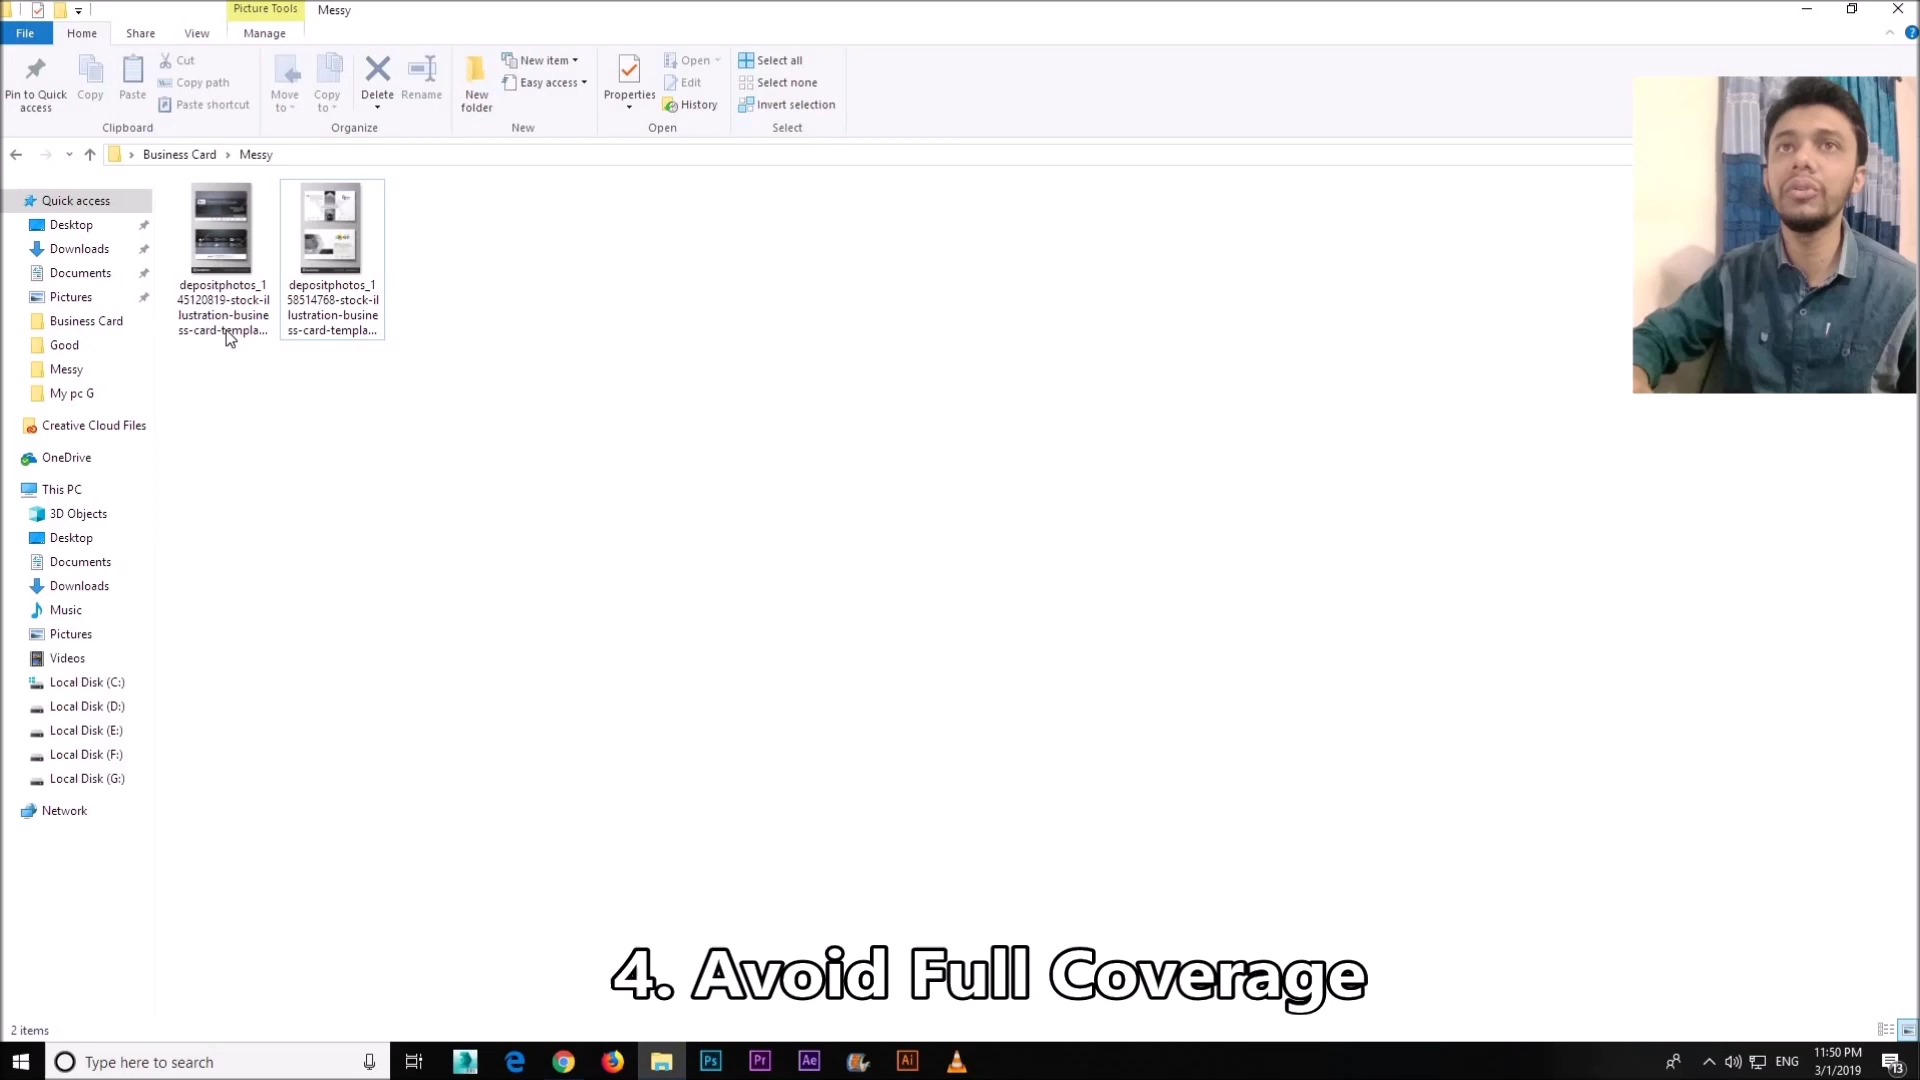 Picture Tools
Messy
File
Home
Share
View
Manage
Pin to Quick access
Copy
Paste
Cut
Copy path
Paste shortcut
Clipboard
Move to
Copy to
Delete
Rename
Organize
New folder
New item
Easy access
New
Properties
Open
Edit
History
Open
Select all
Select none
Invert selection
Select
Business Card › Messy
Quick access
Desktop
Downloads
Documents
Pictures
Business Card
Good
Messy
My pc G
Creative Cloud Files
OneDrive
This PC
3D Objects
Desktop
Documents
Downloads
Music
Pictures
Videos
Local Disk (C:)
Local Disk (D:)
Local Disk (E:)
Local Disk (F:)
Local Disk (G:)
Network
depositphotos_1
45120819-stock-il
lustration-busine
ss-card-templa...
depositphotos_1
58514768-stock-il
lustration-busine
ss-card-templa...
4. Avoid Full Coverage
2 items
Type here to search
Ps
Pr
Ae
Ai
ENG
11:50 PM
3/1/2019
13